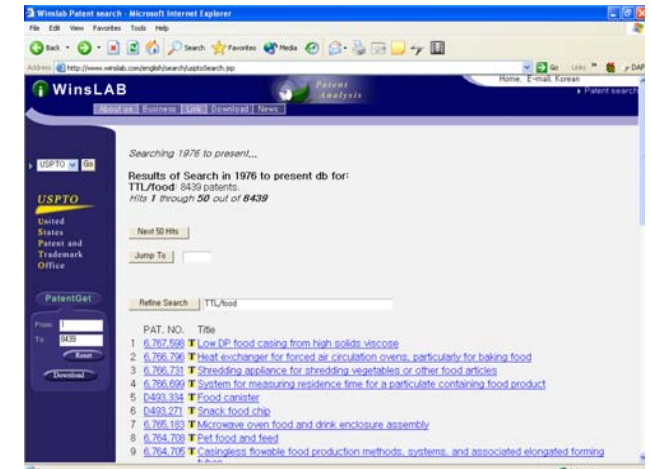 Winslab Patent search - Microsoft Internet Explorer
File Edit View Favorites Tools Help
Back Search Favorites Media
Address http://www.winslab.com/english/search/usptoSearch.jsp Go Links
WinsLAB
Patent
Analysis
Home, E-mail, Korean
Patent search
About us Business Link Download News
USPTO Go
Searching 1976 to present...
Results of Search in 1976 to present db for:
TTL/food: 8439 patents.
Hits 1 through 50 out of 8439
USPTO
United
States
Patent and
Trademark
Office
Next 50 Hits
Jump To
PatentGet
From: 1
To: 8439
Reset
Download
Refine Search TTL/food
PAT. NO. Title
1 6,767,598 T Low DP food casing from high solids viscose
2 6,766,796 T Heat exchanger for forced air circulation ovens, particularly for baking food
3 6,766,731 T Shredding appliance for shredding vegetables or other food articles
4 6,766,699 T System for measuring residence time for a particulate containing food product
5 D493,334 T Food canister
6 D493,271 T Snack food chip
7 6,765,183 T Microwave oven food and drink enclosure assembly
8 6,764,708 T Pet food and feed
9 6,764,705 T Casingless flowable food production methods, systems, and associated elongated forming